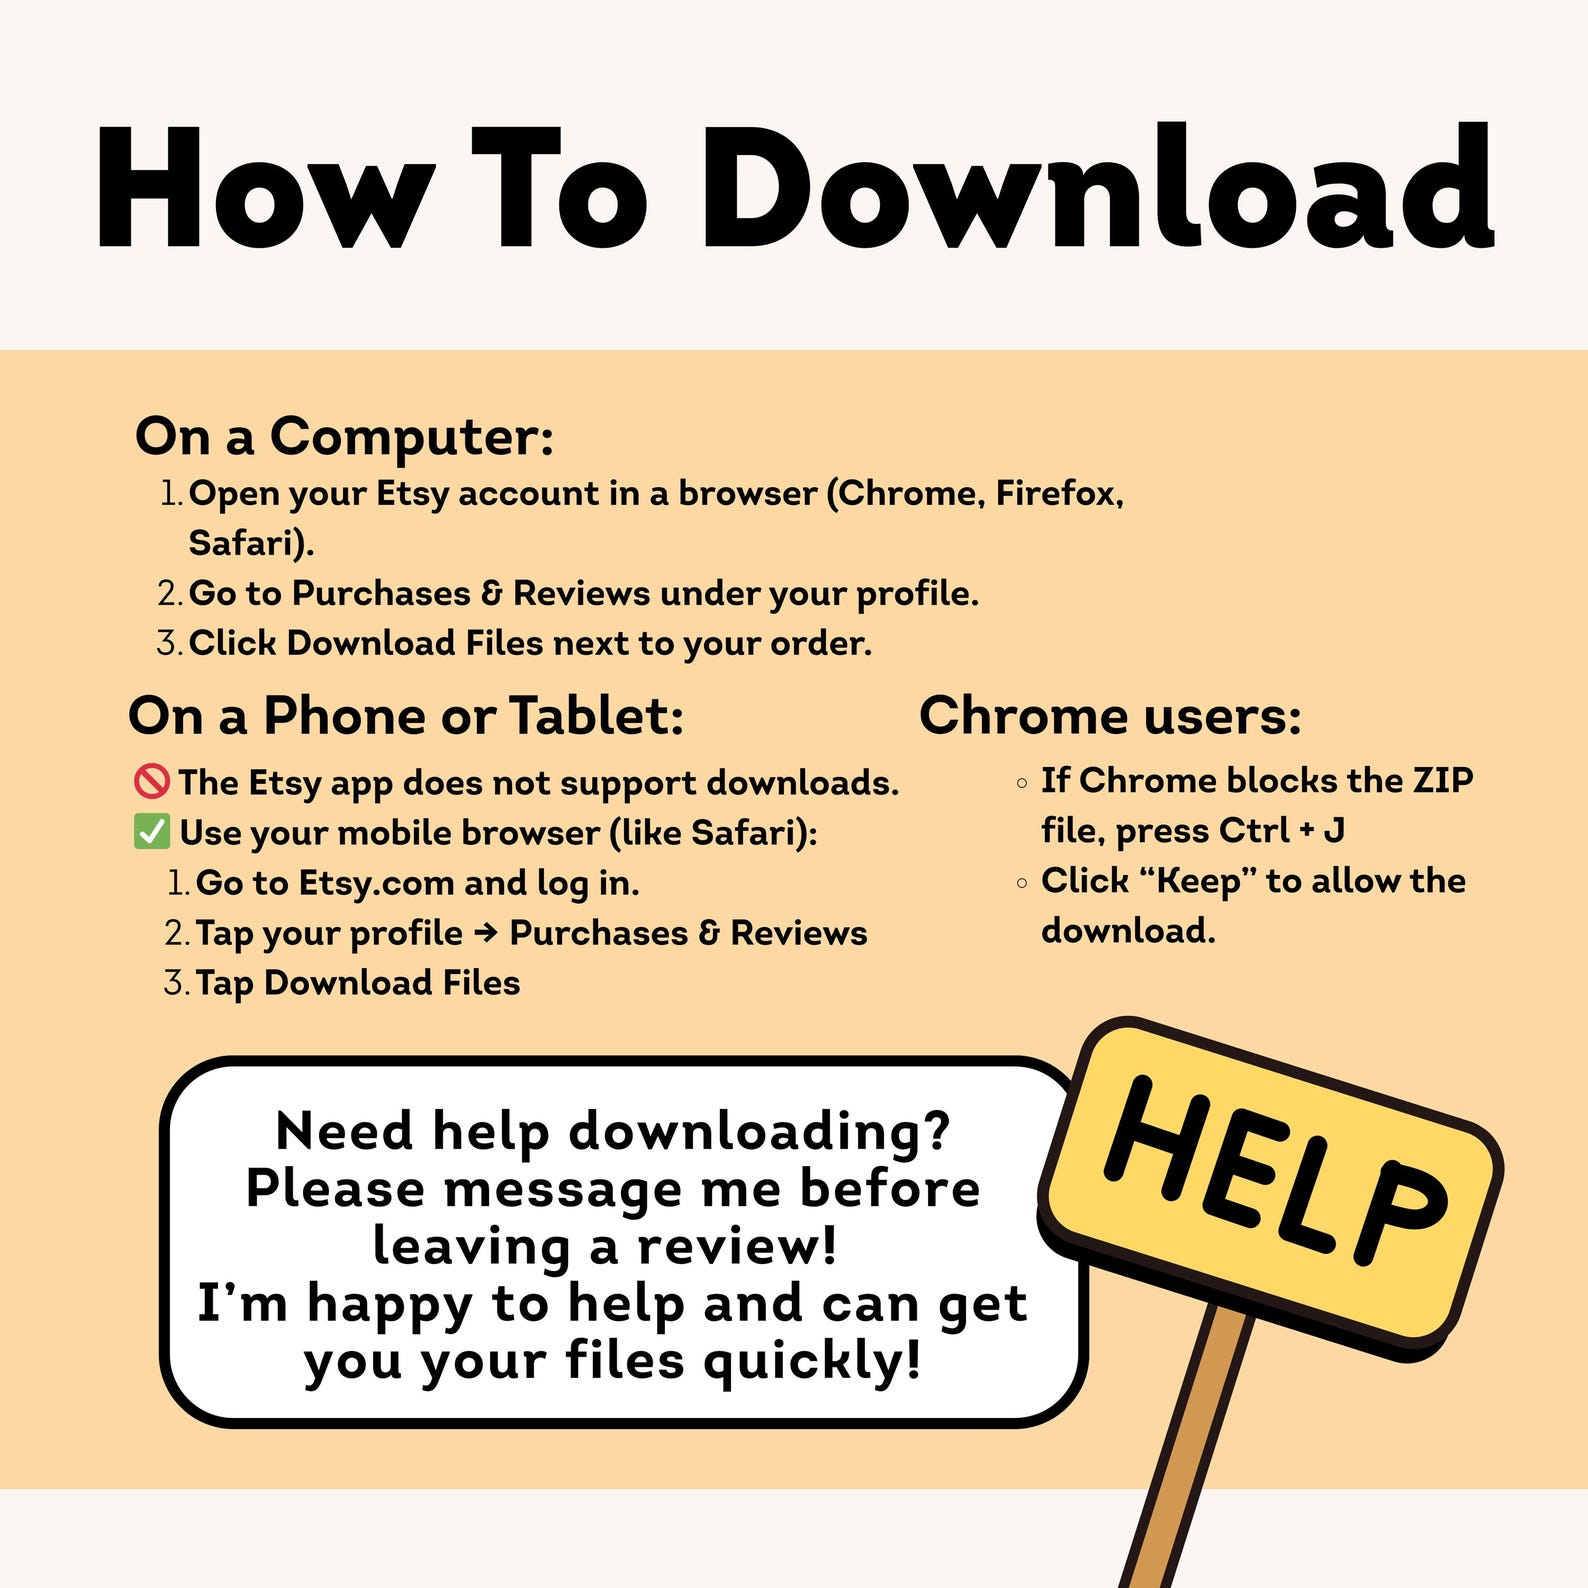 How To Download
On a Computer:
1. Open your Etsy account in a browser (Chrome, Firefox,
Safari).
2. Go to Purchases & Reviews under your profile.
3. Click Download Files next to your order.
On a Phone or Tablet:
🚫 The Etsy app does not support downloads.
✅ Use your mobile browser (like Safari):
1. Go to Etsy.com and log in.
2. Tap your profile → Purchases & Reviews
3. Tap Download Files
Chrome users:
◦ If Chrome blocks the ZIP
file, press Ctrl + J
◦ Click “Keep” to allow the
download.
Need help downloading?
Please message me before
leaving a review!
I’m happy to help and can get
you your files quickly!
HELP